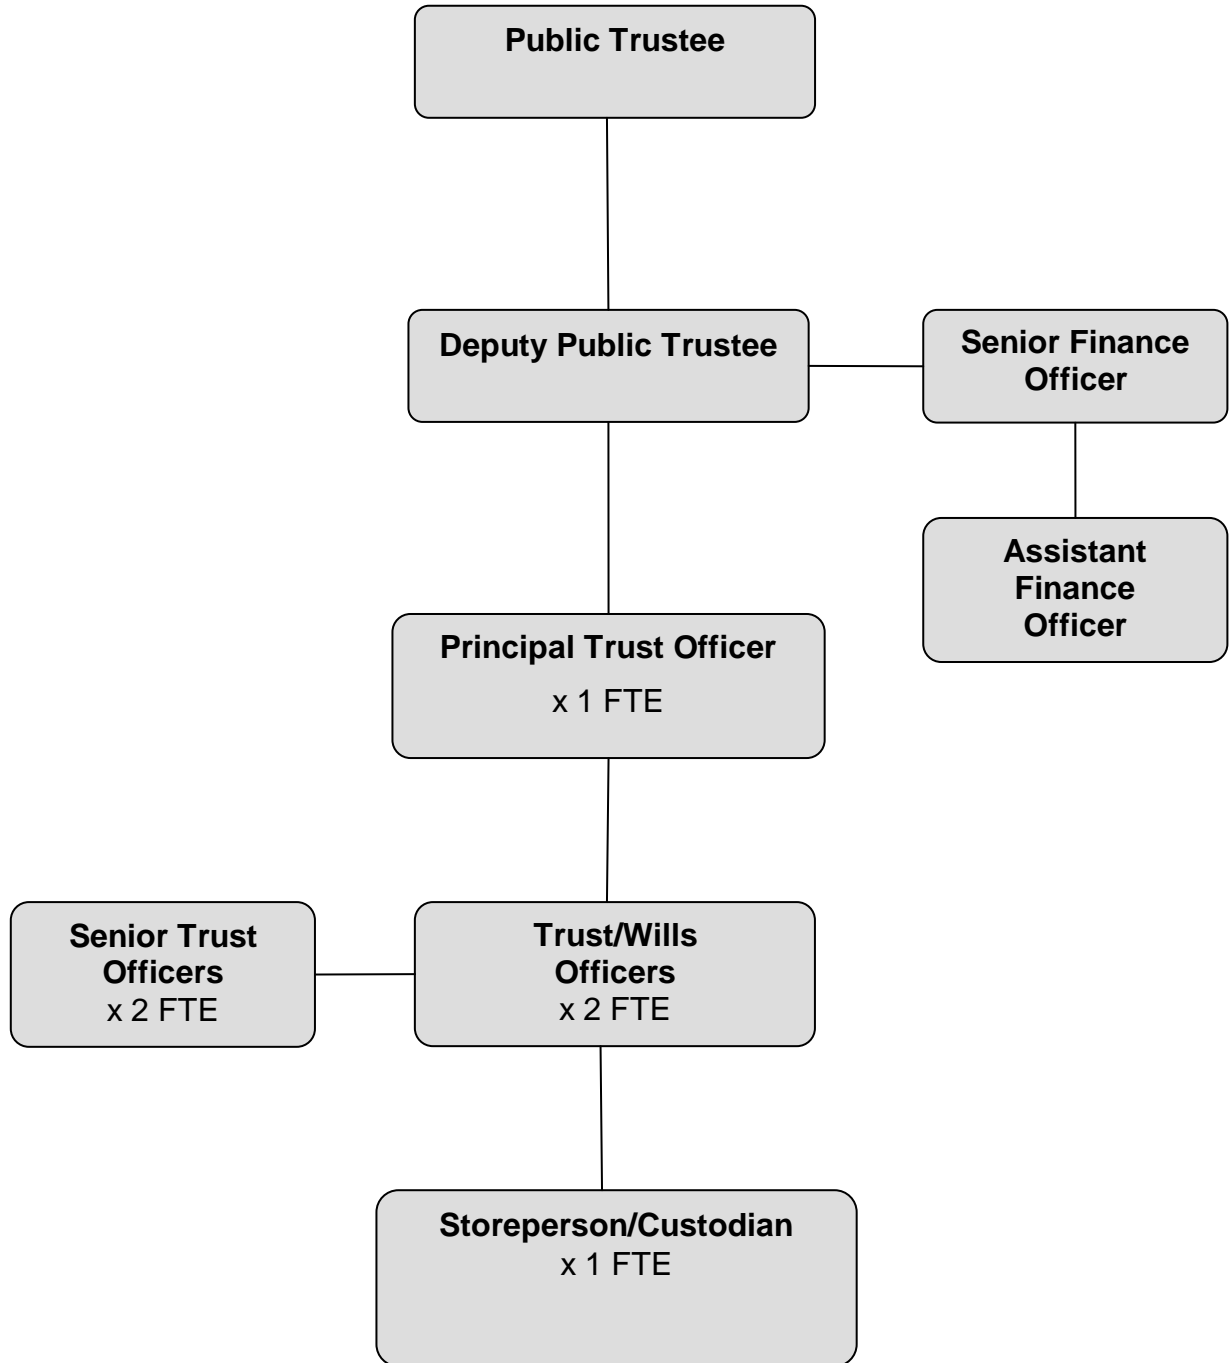 Public Trustee
Deputy Public Trustee
Senior Finance
Officer
Assistant
Finance
Officer
Principal Trust Officer
x 1 FTE
Senior Trust
Officers
x 2 FTE
Trust/Wills
Officers
x 2 FTE
Storeperson/Custodian
x 1 FTE